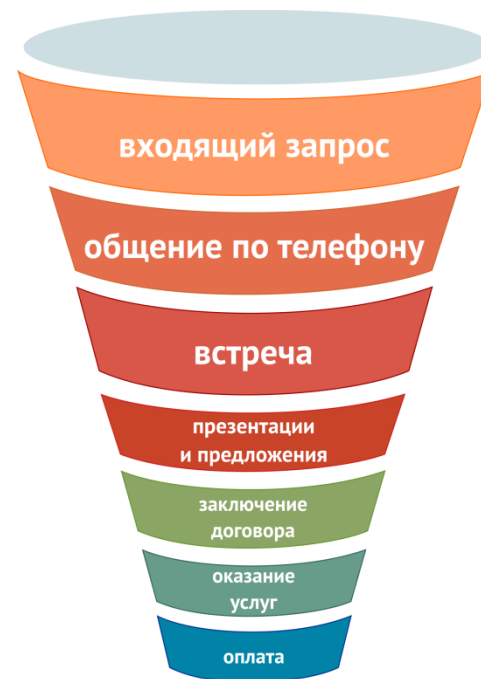 входящий запрос
общение по телефону
встреча
презентации
и предложения
заключение
договора
оказание
услуг
оплата